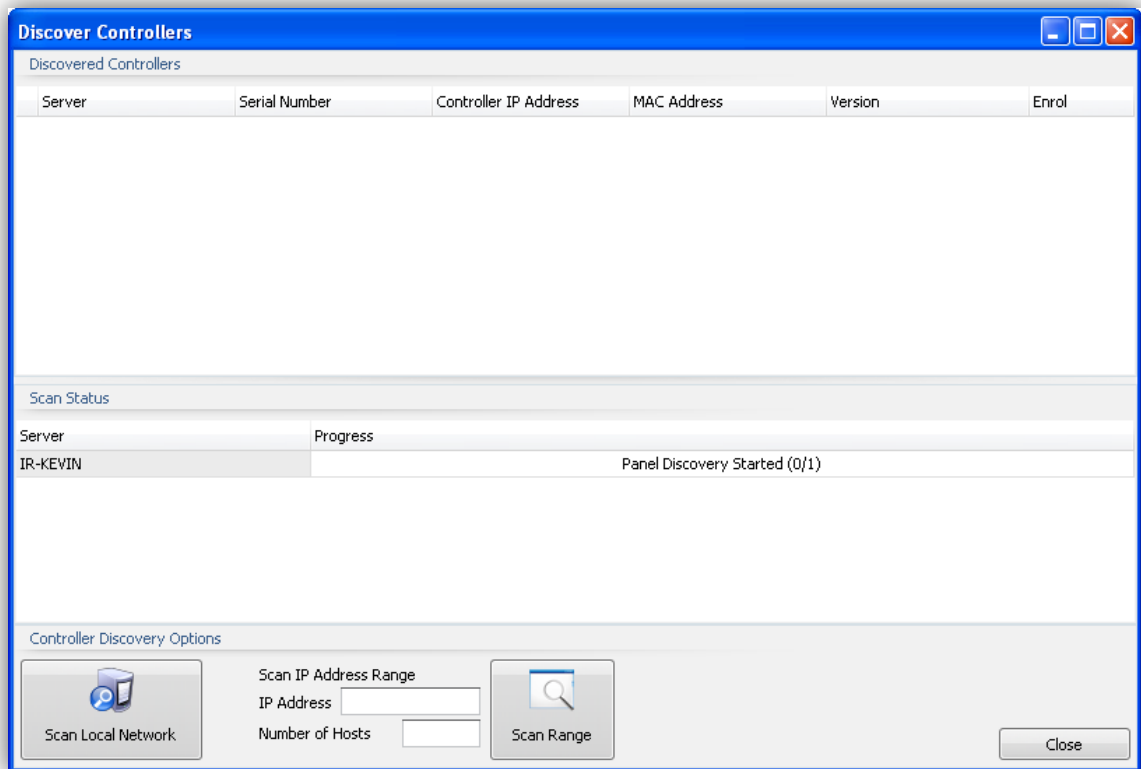 Discover Controllers
Discovered Controllers
Server Serial Number Controller IP Address MAC Address Version Enrol
Scan Status
Server Progress
IR-KEVIN Panel Discovery Started (0/1)
Controller Discovery Options
Scan Local Network
Scan IP Address Range
IP Address
Number of Hosts
Scan Range
Close